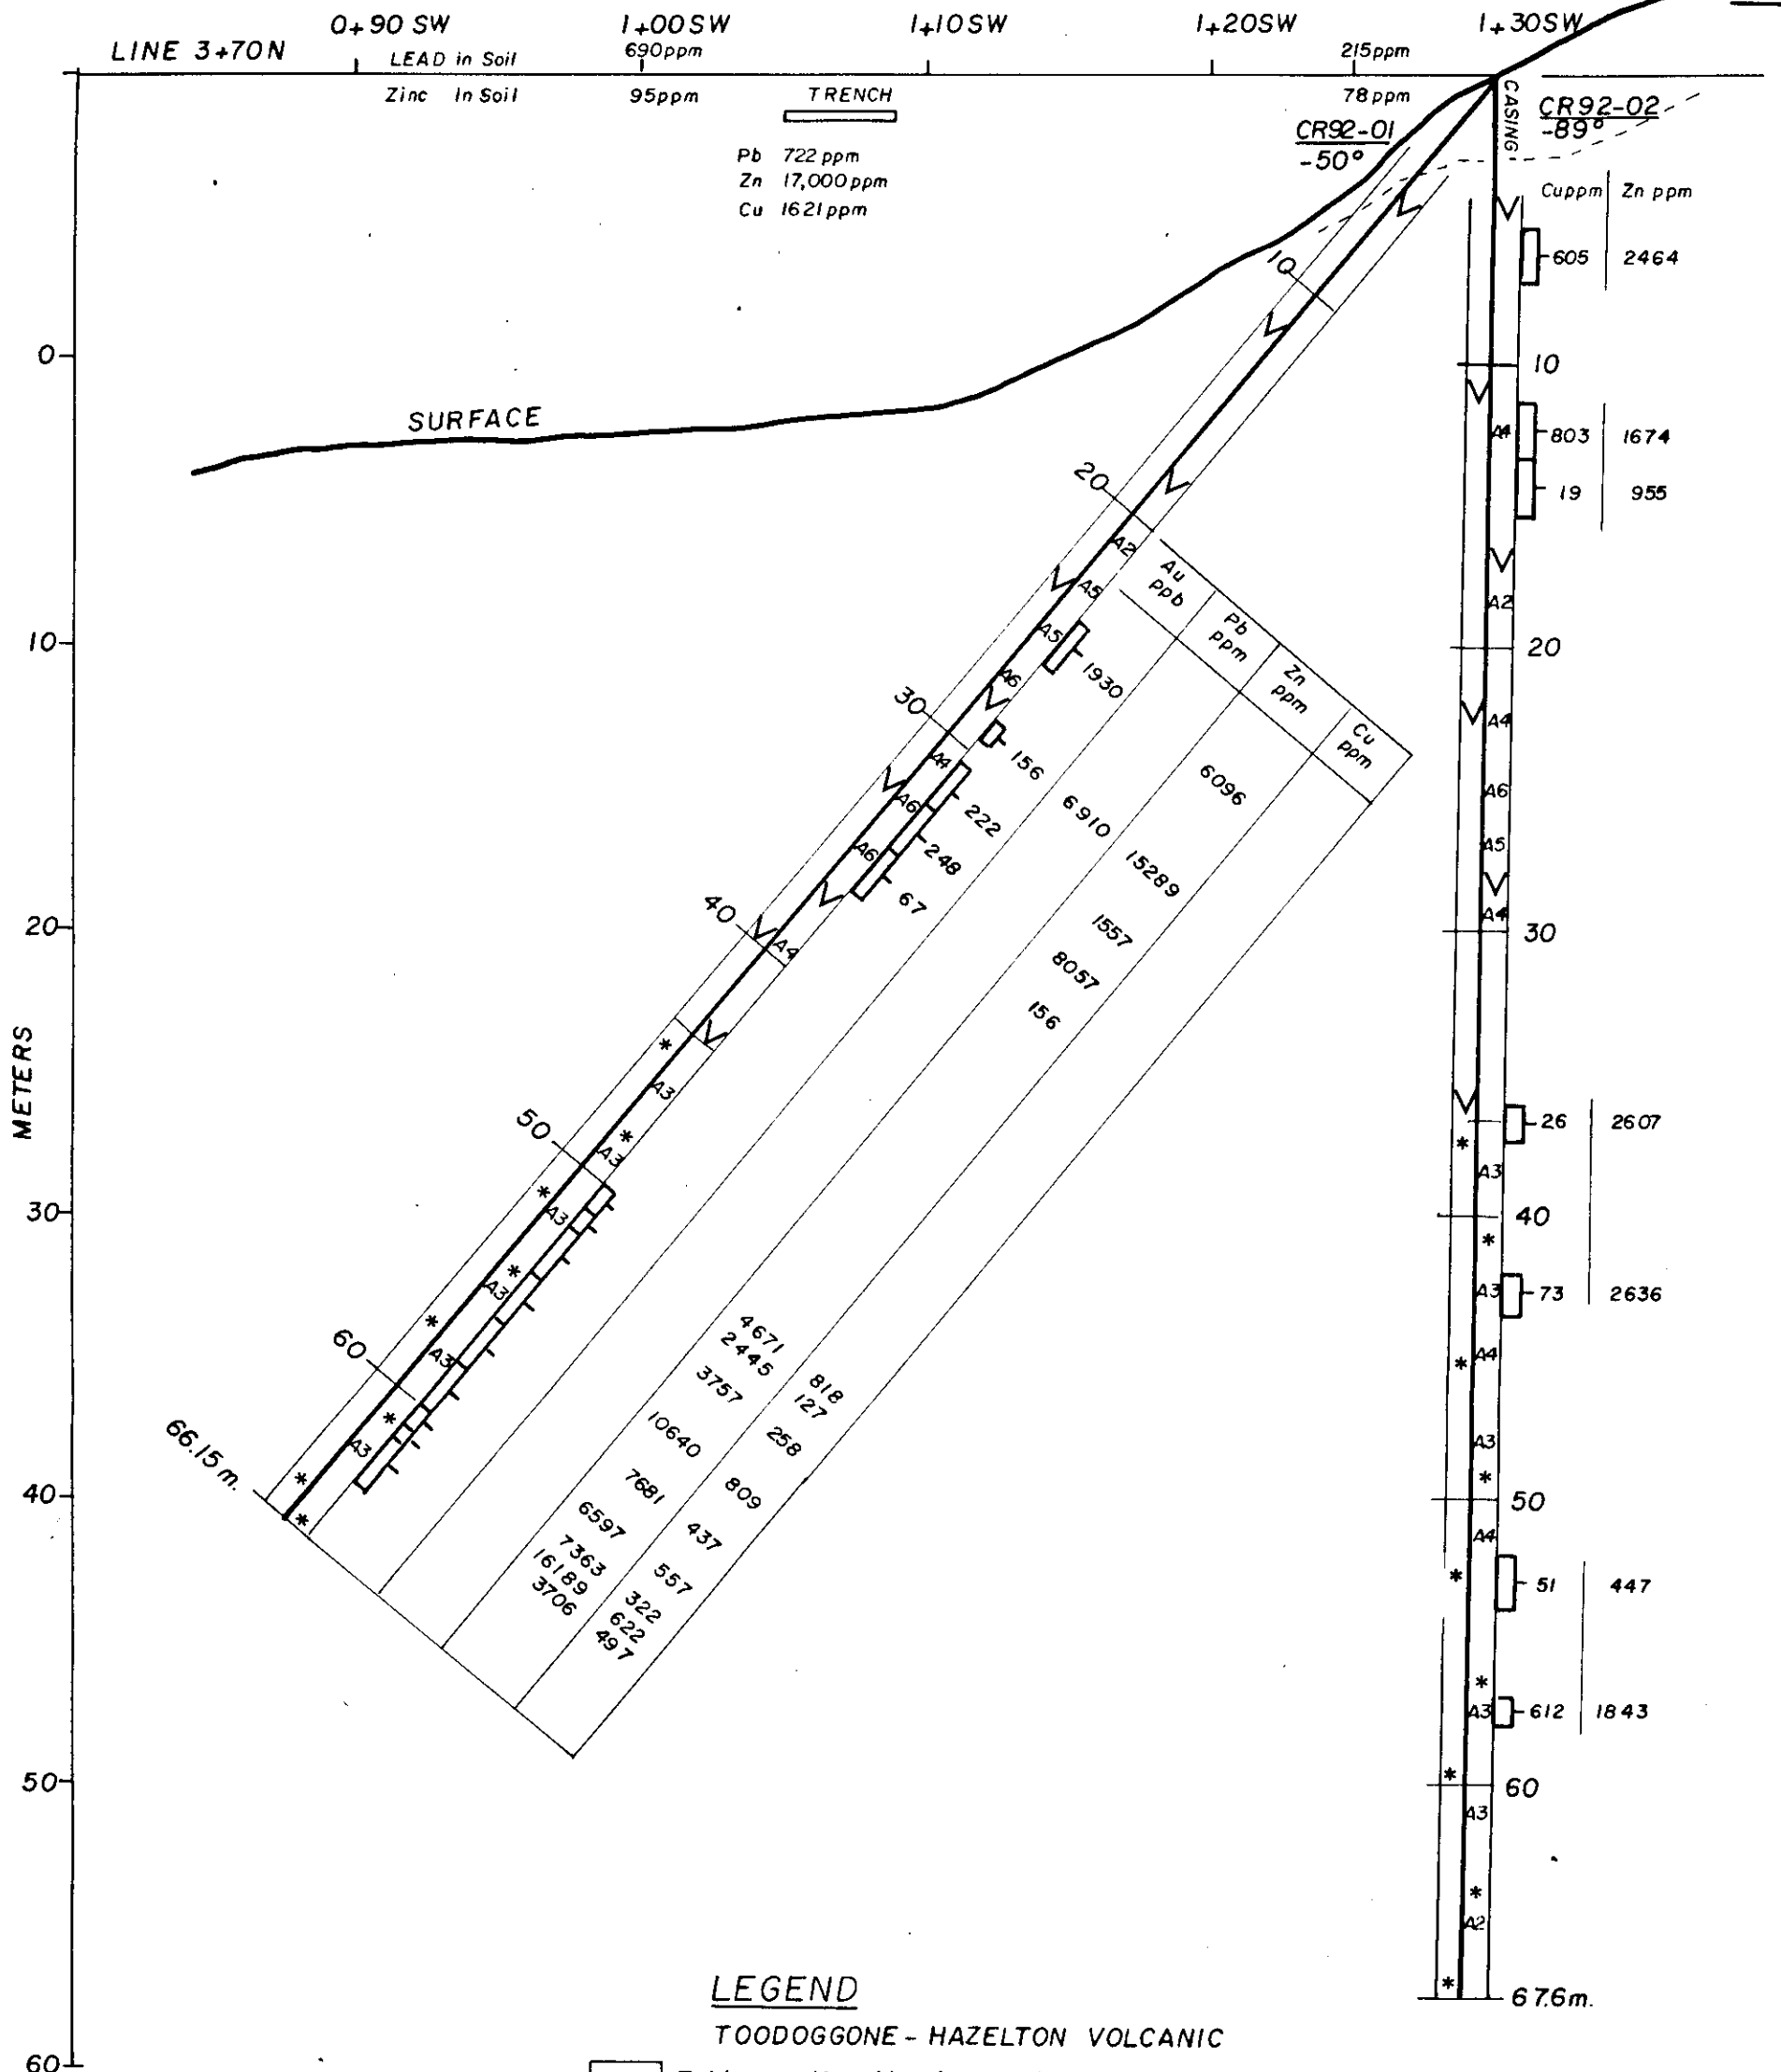 0+90 SW 1+00SW 1+10SW 1+20SW 1+30SW
LINE 3+70N LEAD in Soil 690ppm 215ppm
Zinc In Soil 95ppm TRENCH 78ppm
CASING
CR92-01
-50°
CR92-02
-89°
Pb 722 ppm
Zn 17,000 ppm
Cu 1621 ppm
Cuppm Zn ppm
605 2464
10
803 1674
A4
19 955
A2
20
A4
A6
A5
A4
30
26 2607
*
A3
40
*
A3
73 2636
A4
*
A3
*
50
A4
51 447
*
*
A3
612 1843
*
60
A3
*
A2
*
67.6m.
SURFACE
METERS
0
10
20
30
40
50
60
10
20
A2
A5
A5
A6
30
A4
A6
A6
40
A4
*
A3
50
*
A3
*
A3
*
A3
*
A3
60
*
A3
*
*
66.15 m.
Au ppb
Pb ppm
Zn ppm
Cu ppm
1930
156
222
248
67
6910
6096
15289
1557
8057
156
4671
2445
3757
10640
7681
6597
7363
16189
3706
818
127
258
809
437
557
322
622
497
LEGEND
TOODOGGONE - HAZELTON VOLCANIC